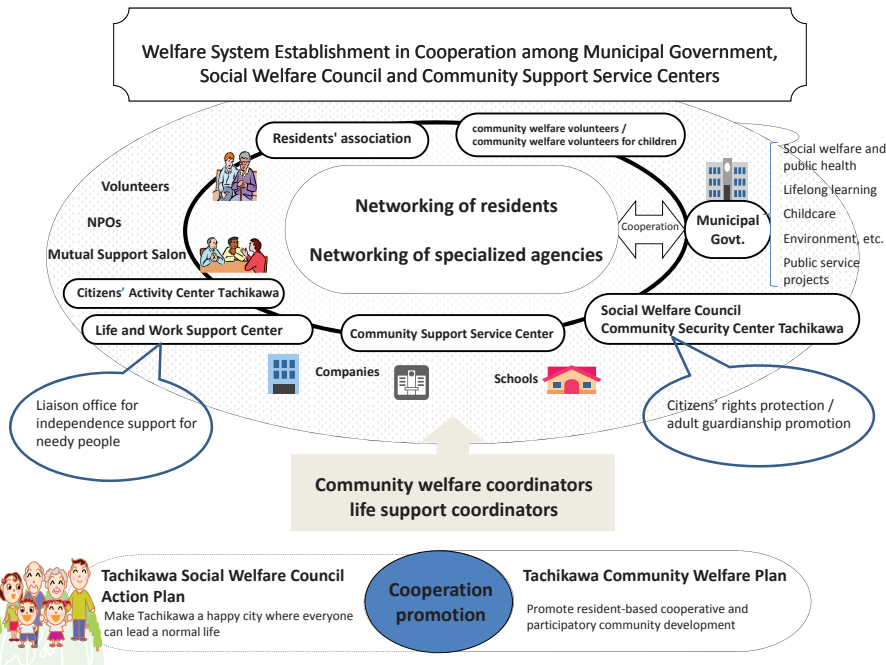 Welfare System Establishment in Cooperation among Municipal Government,
Social Welfare Council and Community Support Service Centers
Residents' association
community welfare volunteers /
community welfare volunteers for children
Social welfare and
public health
Lifelong learning
Childcare
Environment, etc.
Public service
projects
Volunteers
NPOs
Mutual Support Salon
Networking of residents
Networking of specialized agencies
Cooperation
Municipal
Govt.
Citizens’ Activity Center Tachikawa
Life and Work Support Center
Community Support Service Center
Social Welfare Council
Community Security Center Tachikawa
Companies
Schools
Liaison office for
independence support for
needy people
Citizens’ rights protection /
adult guardianship promotion
Community welfare coordinators
life support coordinators
Tachikawa Social Welfare Council
Action Plan
Make Tachikawa a happy city where everyone
can lead a normal life
Cooperation
promotion
Tachikawa Community Welfare Plan
Promote resident-based cooperative and
participatory community development